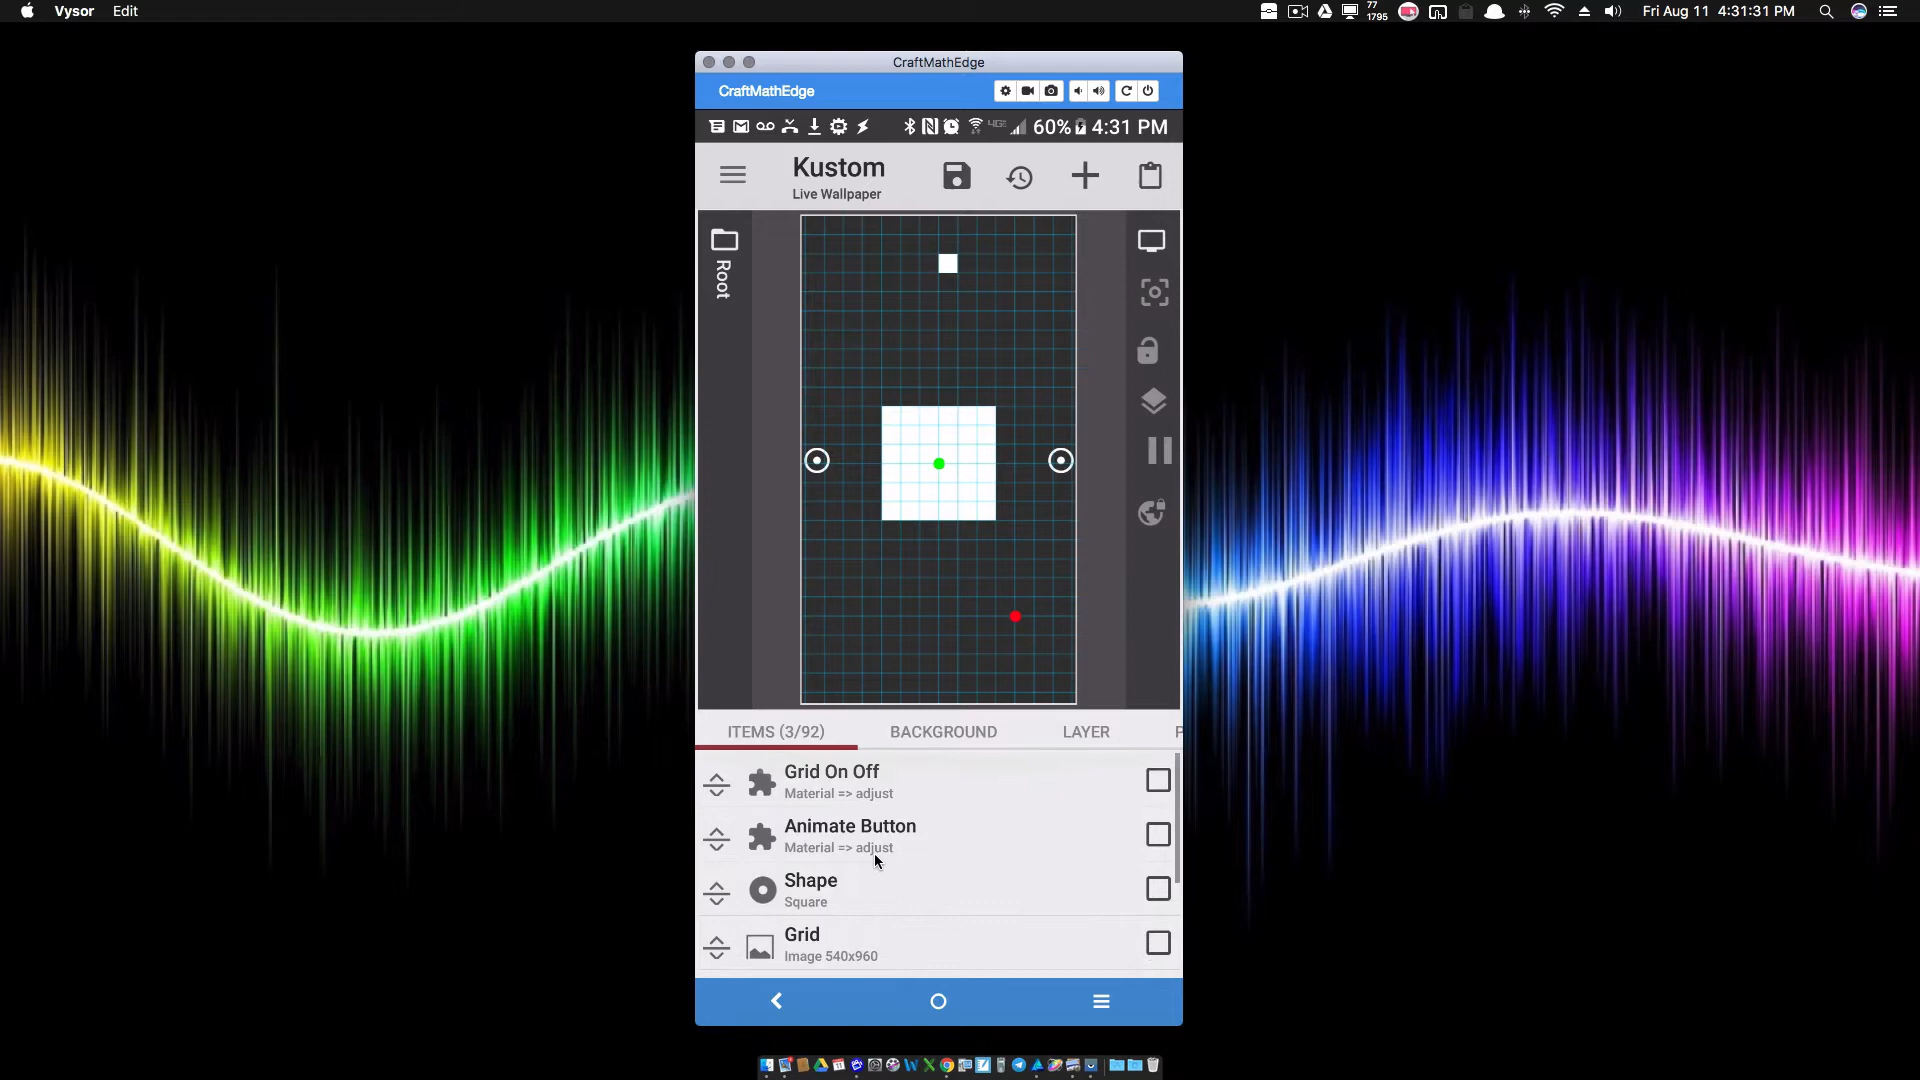 Vysor Edit
77
1795
Fri Aug 11 4:31:31 PM
CraftMathEdge
CraftMathEdge
60% 4:31 PM
Kustom
Live Wallpaper
Root
ITEMS (3/92) BACKGROUND LAYER P
Grid On Off
Material => adjust
Animate Button
Material => adjust
Shape
Square
Grid
Image 540x960